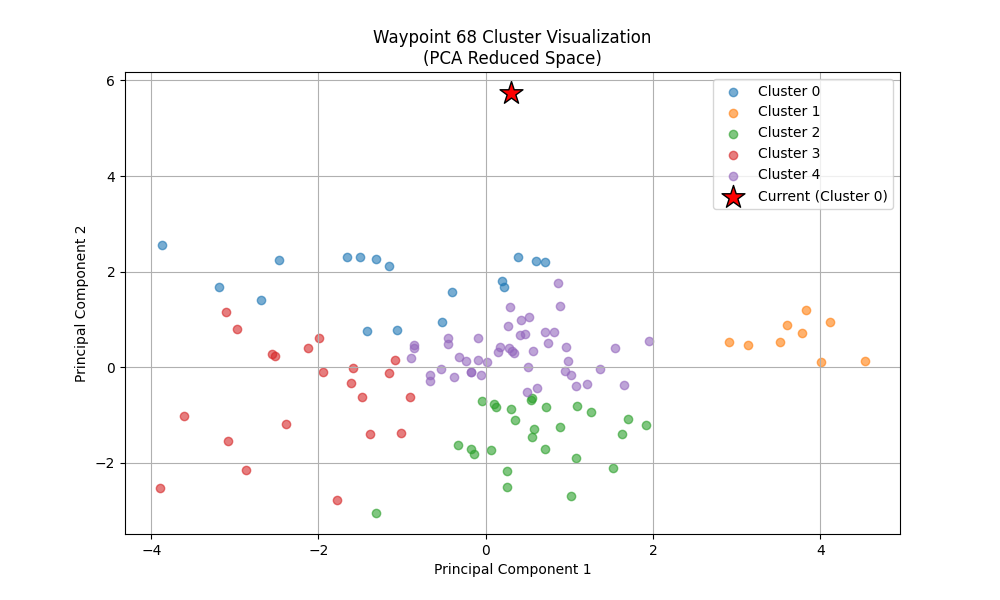 Waypoint 68 Cluster Visualization
(PCA Reduced Space)
6
4
2
0
−2
−4
−2
0
2
4
Principal Component 2
Principal Component 1
Cluster 0
Cluster 1
Cluster 2
Cluster 3
Cluster 4
Current (Cluster 0)